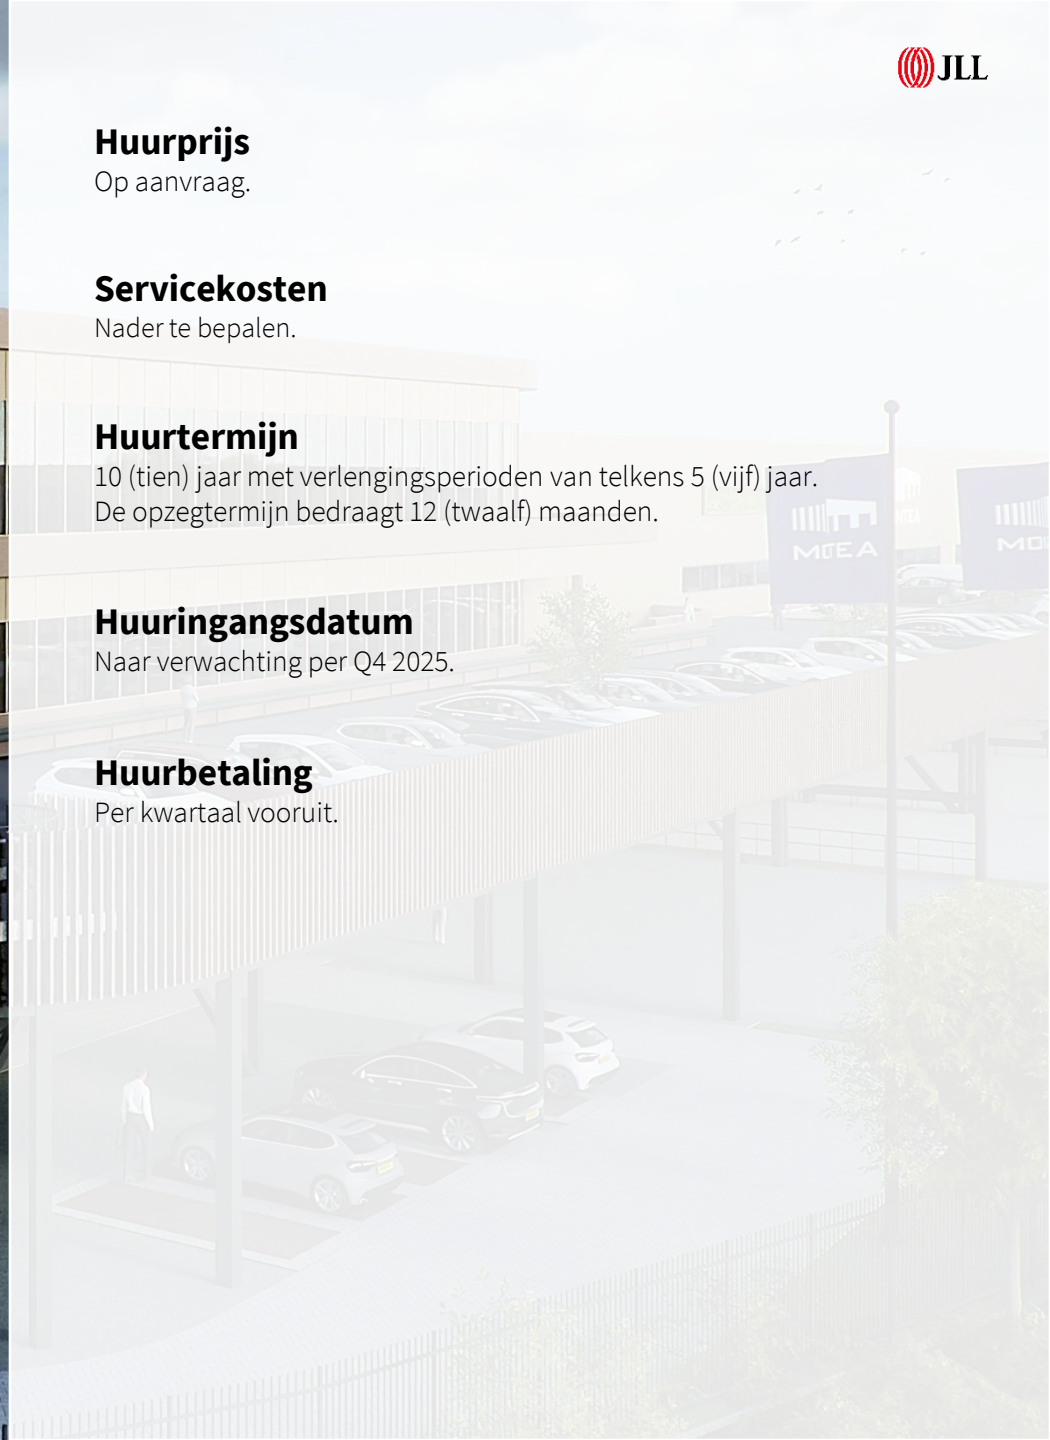 JLL
Huurprijs
Op aanvraag.
Servicekosten
Nader te bepalen.
Huurtermijn
10 (tien) jaar met verlengingsperioden van telkens 5 (vijf) jaar.
De opzegtermijn bedraagt 12 (twaalf) maanden.
Huuringangsdatum
Naar verwachting per Q4 2025.
Huurbetaling
Per kwartaal vooruit.